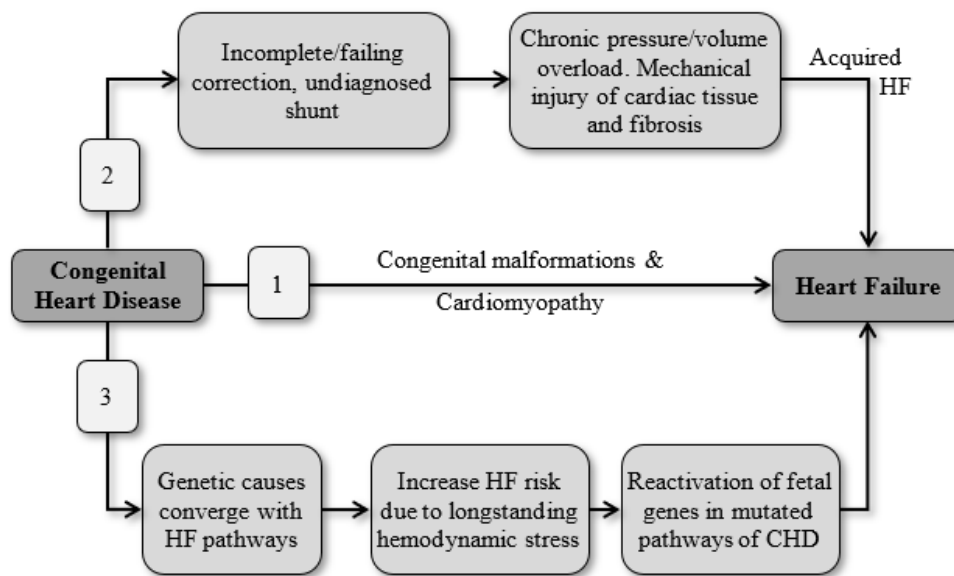 Incomplete/failing
correction, undiagnosed
shunt
Chronic pressure/volume
overload. Mechanical
injury of cardiac tissue
and fibrosis
Acquired
HF
2
Congenital
Heart Disease
1
Congenital malformations &
Cardiomyopathy
Heart Failure
3
Genetic causes
converge with
HF pathways
Increase HF risk
due to longstanding
hemodynamic stress
Reactivation of fetal
genes in mutated
pathways of CHD